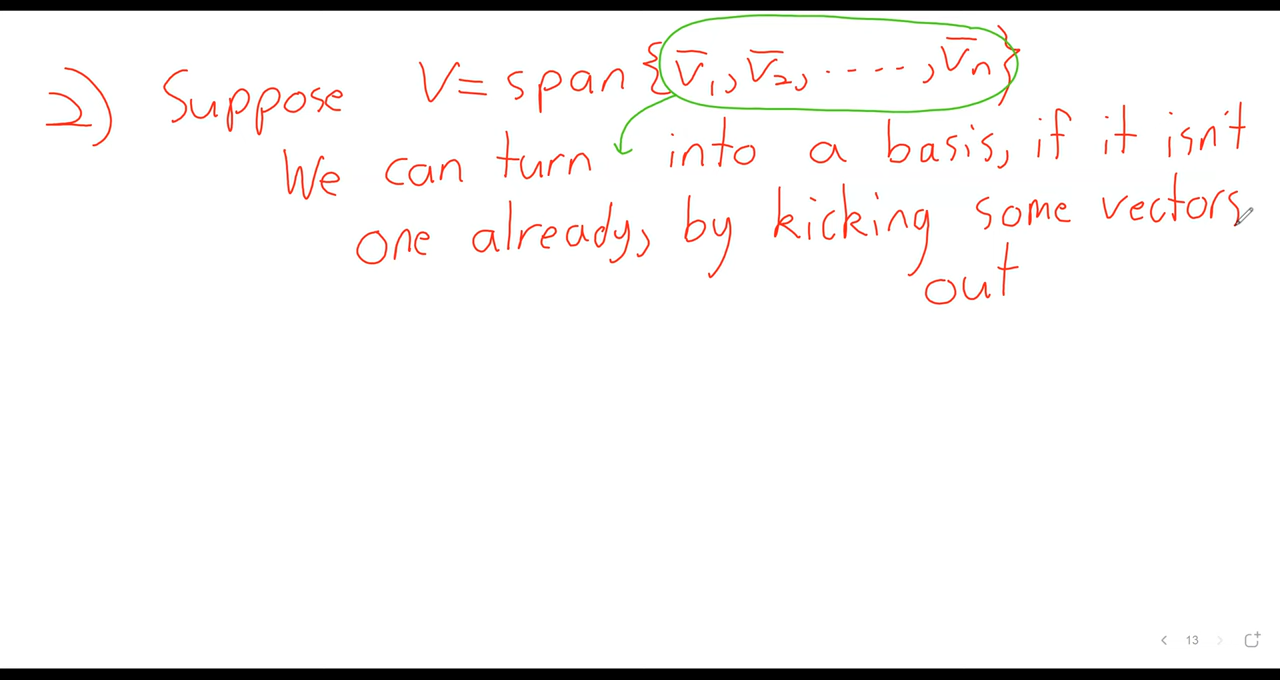 2) Suppose V = span {v̅₁, v̅₂, ....., v̅ₙ}
We can turn into a basis, if it isn't
one already, by kicking some vectors
out
13